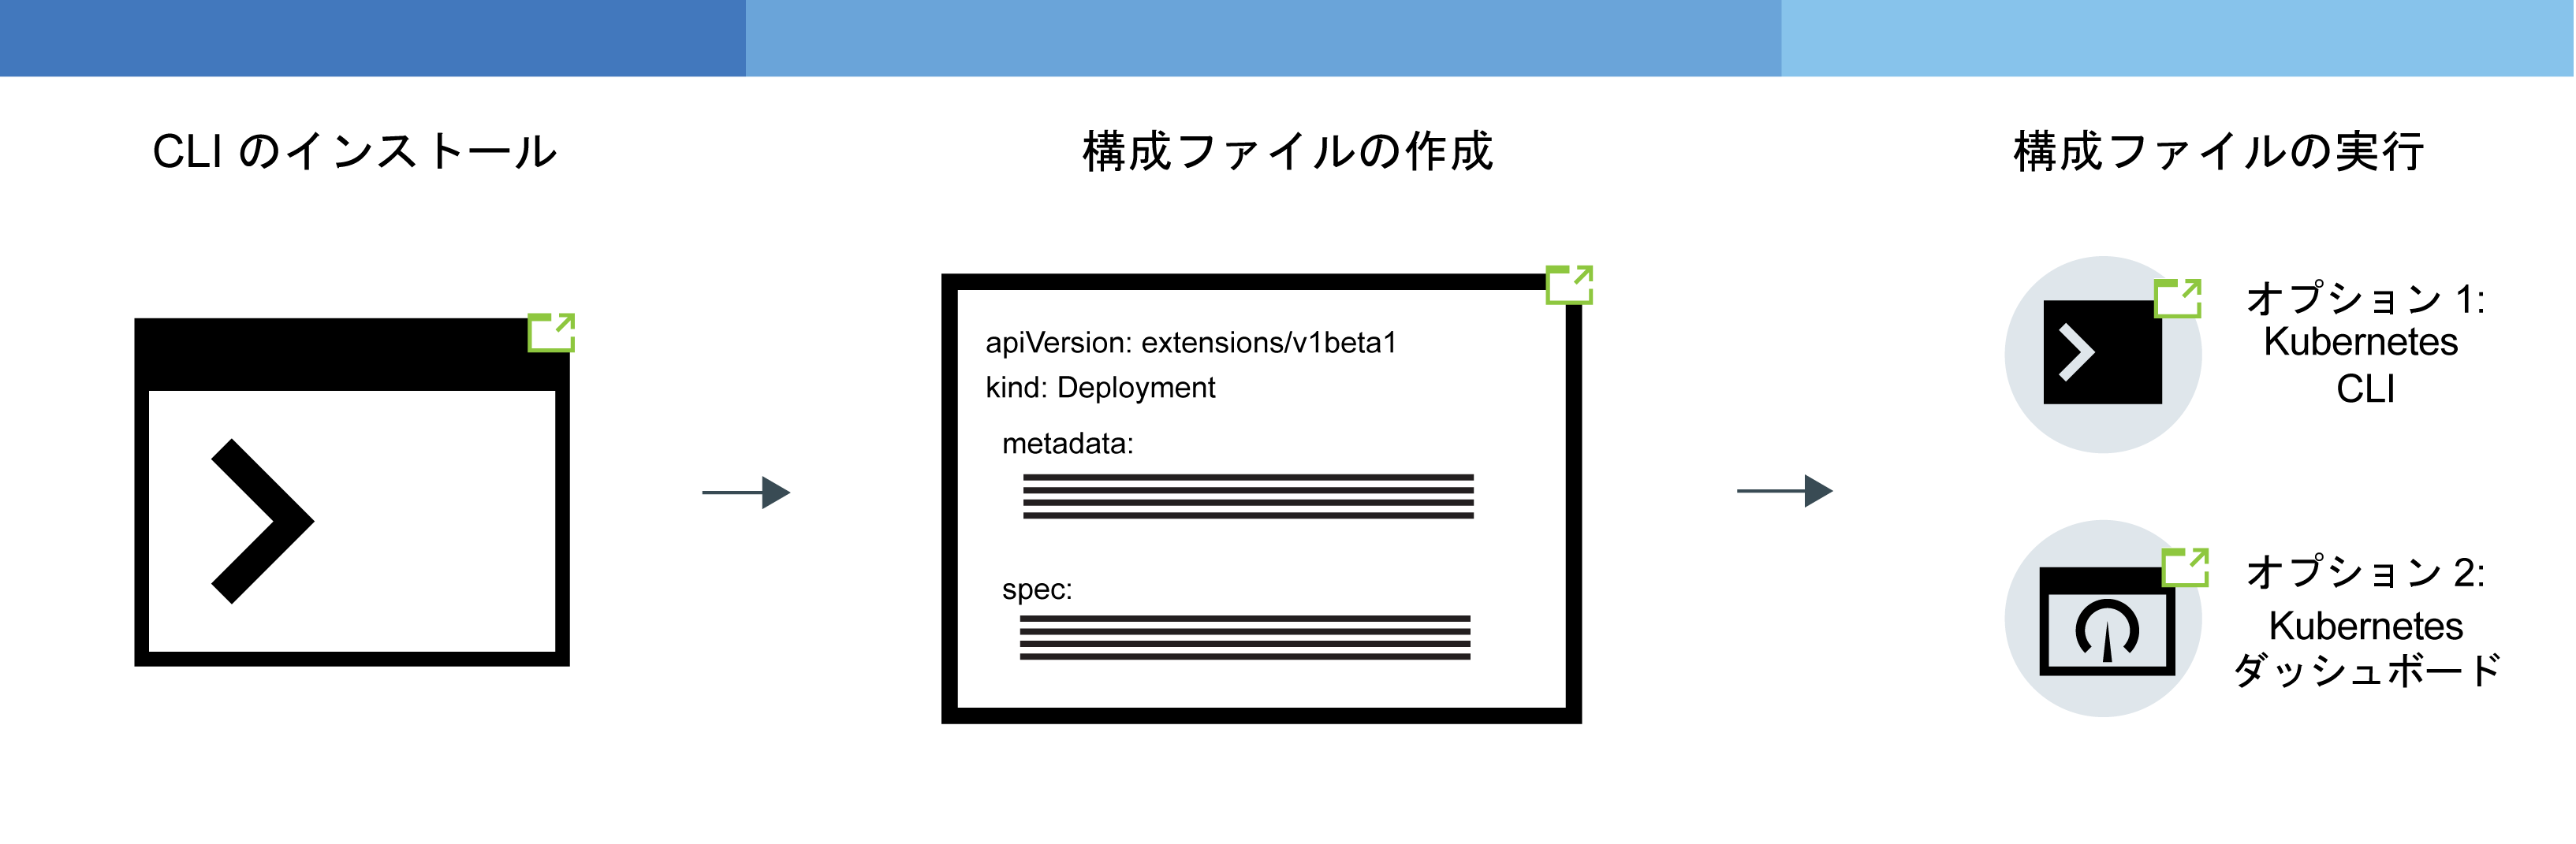 CLI のインストール
構成ファイルの作成
構成ファイルの実行
apiVersion: extensions/v1beta1
kind: Deployment
metadata:
spec:
オプション 1:
Kubernetes
CLI
オプション 2:
Kubernetes
ダッシュボード